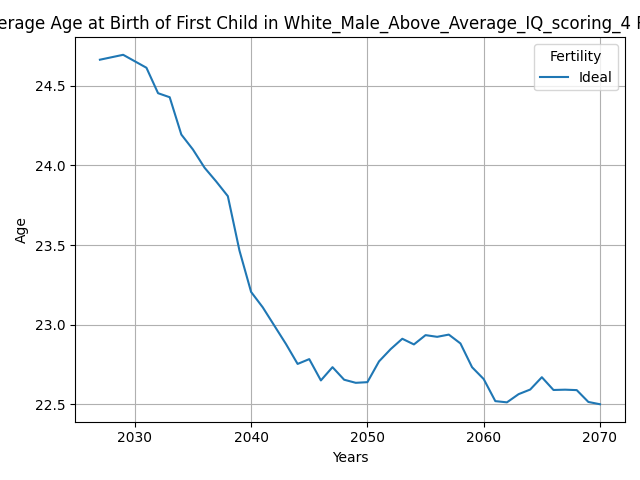 Average Age at Birth of First Child in White_Male_Above_Average_IQ_scoring_4
Fertility
Ideal
24.5
24.0
23.5
23.0
22.5
Age
2030 2040 2050 2060 2070
Years